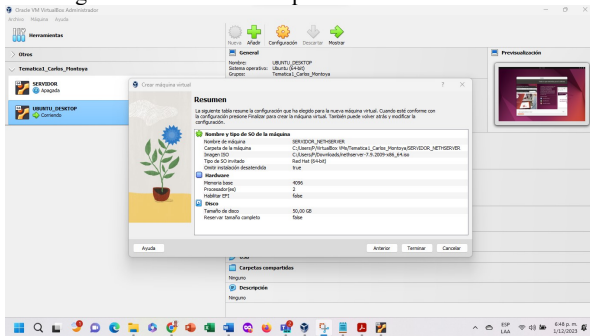 Oracle VM VirtualBox Administrador
Archivo Máquina Ayuda
Herramientas
Nueva Añadir Configuración Descartar Mostrar
Otros
Tematica1_Carlos_Montoya
SERVIDOR
Apagada
UBUNTU_DESKTOP
Corriendo
General
Nombre: UBUNTU_DESKTOP
Sistema operativo: Ubuntu (64-bit)
Grupos: Tematica1_Carlos_Montoya
Previsualización
Crear máquina virtual
Resumen
La siguiente tabla resume la configuración que ha elegido para la nueva máquina virtual. Cuando esté conforme con
la configuración presione Finalizar para crear la máquina virtual. También puede volver atrás y modificar la
configuración.
Nombre y tipo de SO de la máquina
Nombre de máquina SERVIDOR_NETHSERVER
Carpeta de la máquina C:/Users/P/VirtualBox VMs/Tematica1_Carlos_Montoya/SERVIDOR_NETHSERVER
Imagen ISO C:/Users/P/Downloads/nethserver-7.9.2009-x86_64.iso
Tipo de SO invitado Red Hat (64-bit)
Omitir instalación desatendida true
Hardware
Memoria base 4096
Procesador(es) 2
Habilitar EFI false
Disco
Tamaño de disco 50,00 GB
Reservar tamaño completo false
Ayuda Anterior Terminar Cancelar
USB
Carpetas compartidas
Ninguno
Descripción
Ninguno
ESP
LAA
6:48 p. m.
1/12/2023